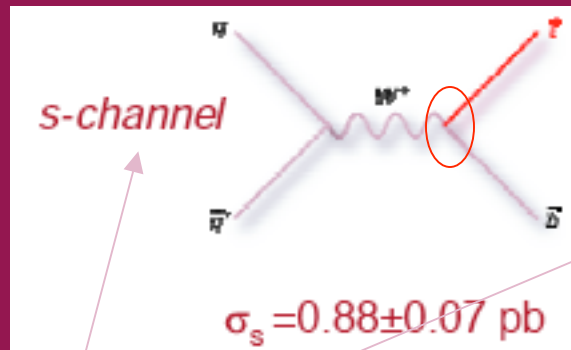 t
s-channel
W+
b̄
σs =0.88±0.07 pb